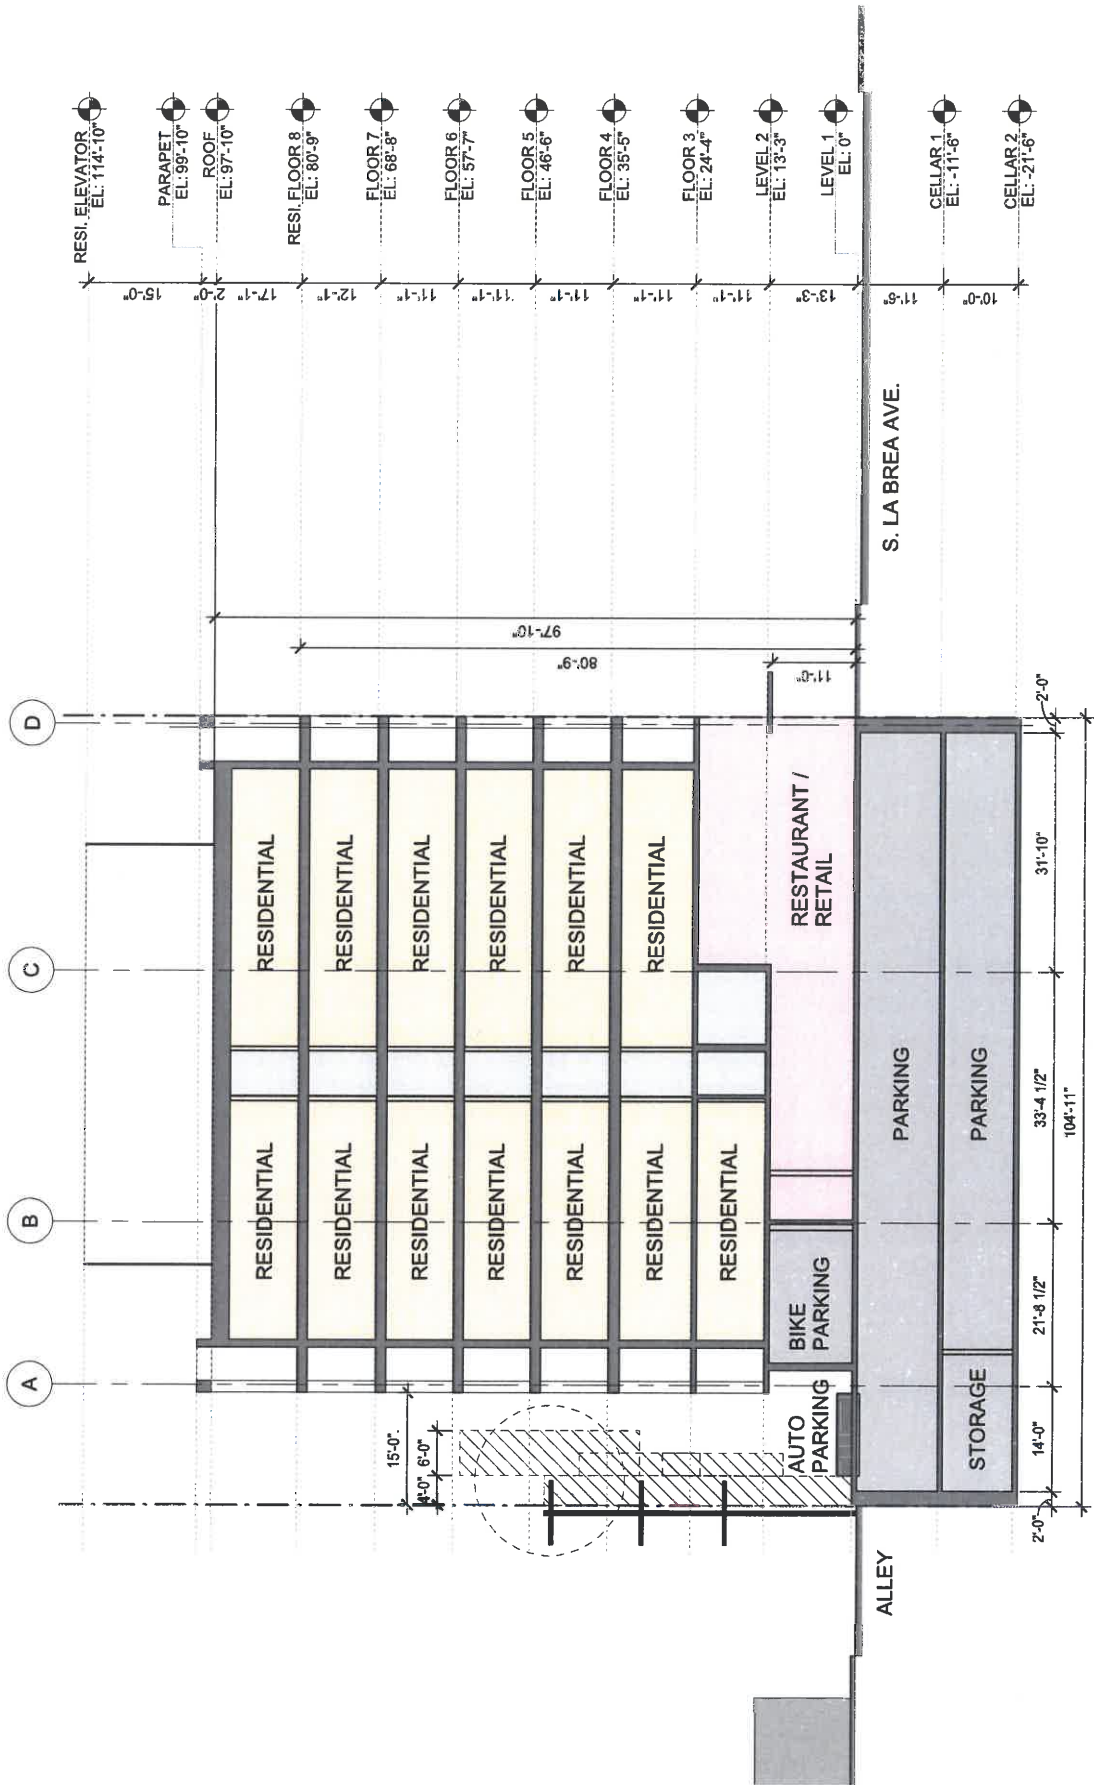 D
C
B
A
RESI. ELEVATOR
EL: 114'-10"
PARAPET
EL: 99'-10"
ROOF
EL: 97'-10"
RESI. FLOOR 8
EL: 80'-9"
FLOOR 7
EL: 68'-8"
FLOOR 6
EL: 57'-7"
FLOOR 5
EL: 46'-6"
FLOOR 4
EL: 35'-5"
FLOOR 3
EL: 24'-4"
LEVEL 2
EL: 13'-3"
LEVEL 1
EL: 0"
CELLAR 1
EL: -11'-6"
CELLAR 2
EL: -21'-6"
15'-0"
2'-0"
17'-1"
12'-1"
11'-1"
11'-1"
11'-1"
11'-1"
11'-1"
13'-3"
11'-6"
10'-0"
97'-10"
80'-9"
11'-0"
S. LA BREA AVE.
RESIDENTIAL
RESIDENTIAL
RESIDENTIAL
RESIDENTIAL
RESIDENTIAL
RESIDENTIAL
RESIDENTIAL
RESIDENTIAL
RESIDENTIAL
RESIDENTIAL
RESIDENTIAL
RESIDENTIAL
RESIDENTIAL
RESTAURANT /
RETAIL
BIKE
PARKING
AUTO
PARKING
PARKING
PARKING
STORAGE
ALLEY
15'-0"
4'-0"
6'-0"
2'-0"
14'-0"
21'-8 1/2"
33'-4 1/2"
31'-10"
2'-0"
104'-11"